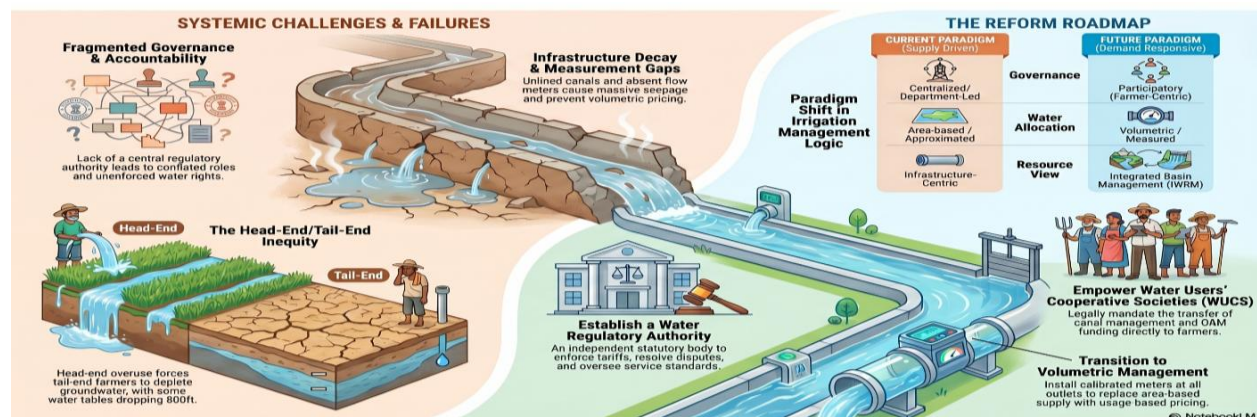 SYSTEMIC CHALLENGES & FAILURES
Fragmented Governance
& Accountability
?
?
?
?
Lack of a central regulatory
authority leads to conflated roles
and unenforced water rights.
Infrastructure Decay
& Measurement Gaps
Unlined canals and absent flow
meters cause massive seepage
and prevent volumetric pricing.
Head-End
The Head-End/Tail-End
Inequity
Tail-End
Head-end overuse forces
tail-end farmers to deplete
groundwater, with some
water tables dropping 800ft.
THE REFORM ROADMAP
Paradigm
Shift in
Irrigation
Management
Logic
CURRENT PARADIGM
(Supply Driven)
FUTURE PARADIGM
(Demand Responsive)
Centralized/
Department-Led
Governance
Participatory
(Farmer-Centric)
Area-based /
Approximated
Water
Allocation
Volumetric /
Measured
Infrastructure-
Centric
Resource
View
Integrated Basin
Management (IWRM)
Establish a Water
Regulatory Authority
An independent statutory body to
enforce tariffs, resolve disputes,
and oversee service standards.
Empower Water Users'
Cooperative Societies (WUCS)
Legally mandate the transfer of
canal management and OAM
funding directly to farmers.
Transition to
Volumetric Management
Install calibrated meters at all
outlets to replace area-based
supply with usage based pricing.